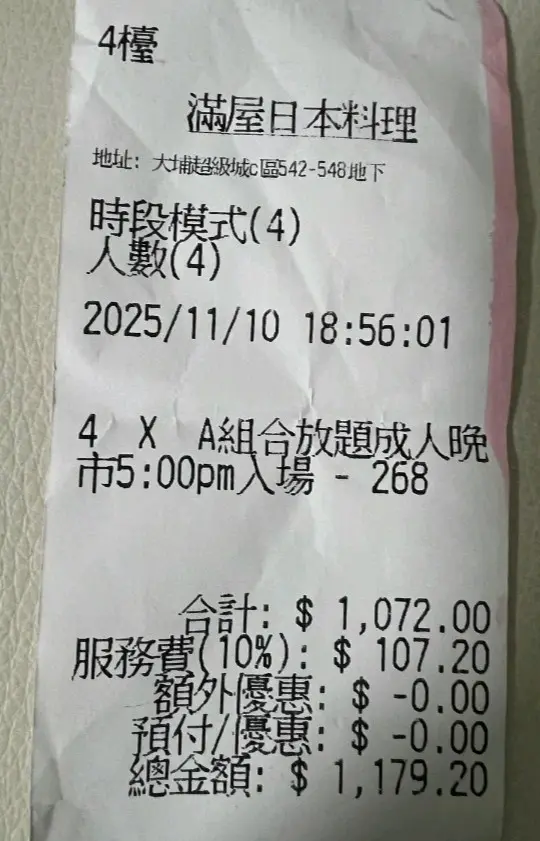 4檯
滿屋日本料理
地址: 大埔超級城c區542-548地下
時段模式(4)
人數(4)
2025/11/10 18:56:01
4 X A組合放題成人晚
市5:00pm入場 - 268
合計: $ 1,072.00
服務費(10%): $ 107.20
額外優惠: $ -0.00
預付/優惠: $ -0.00
總金額: $ 1,179.20